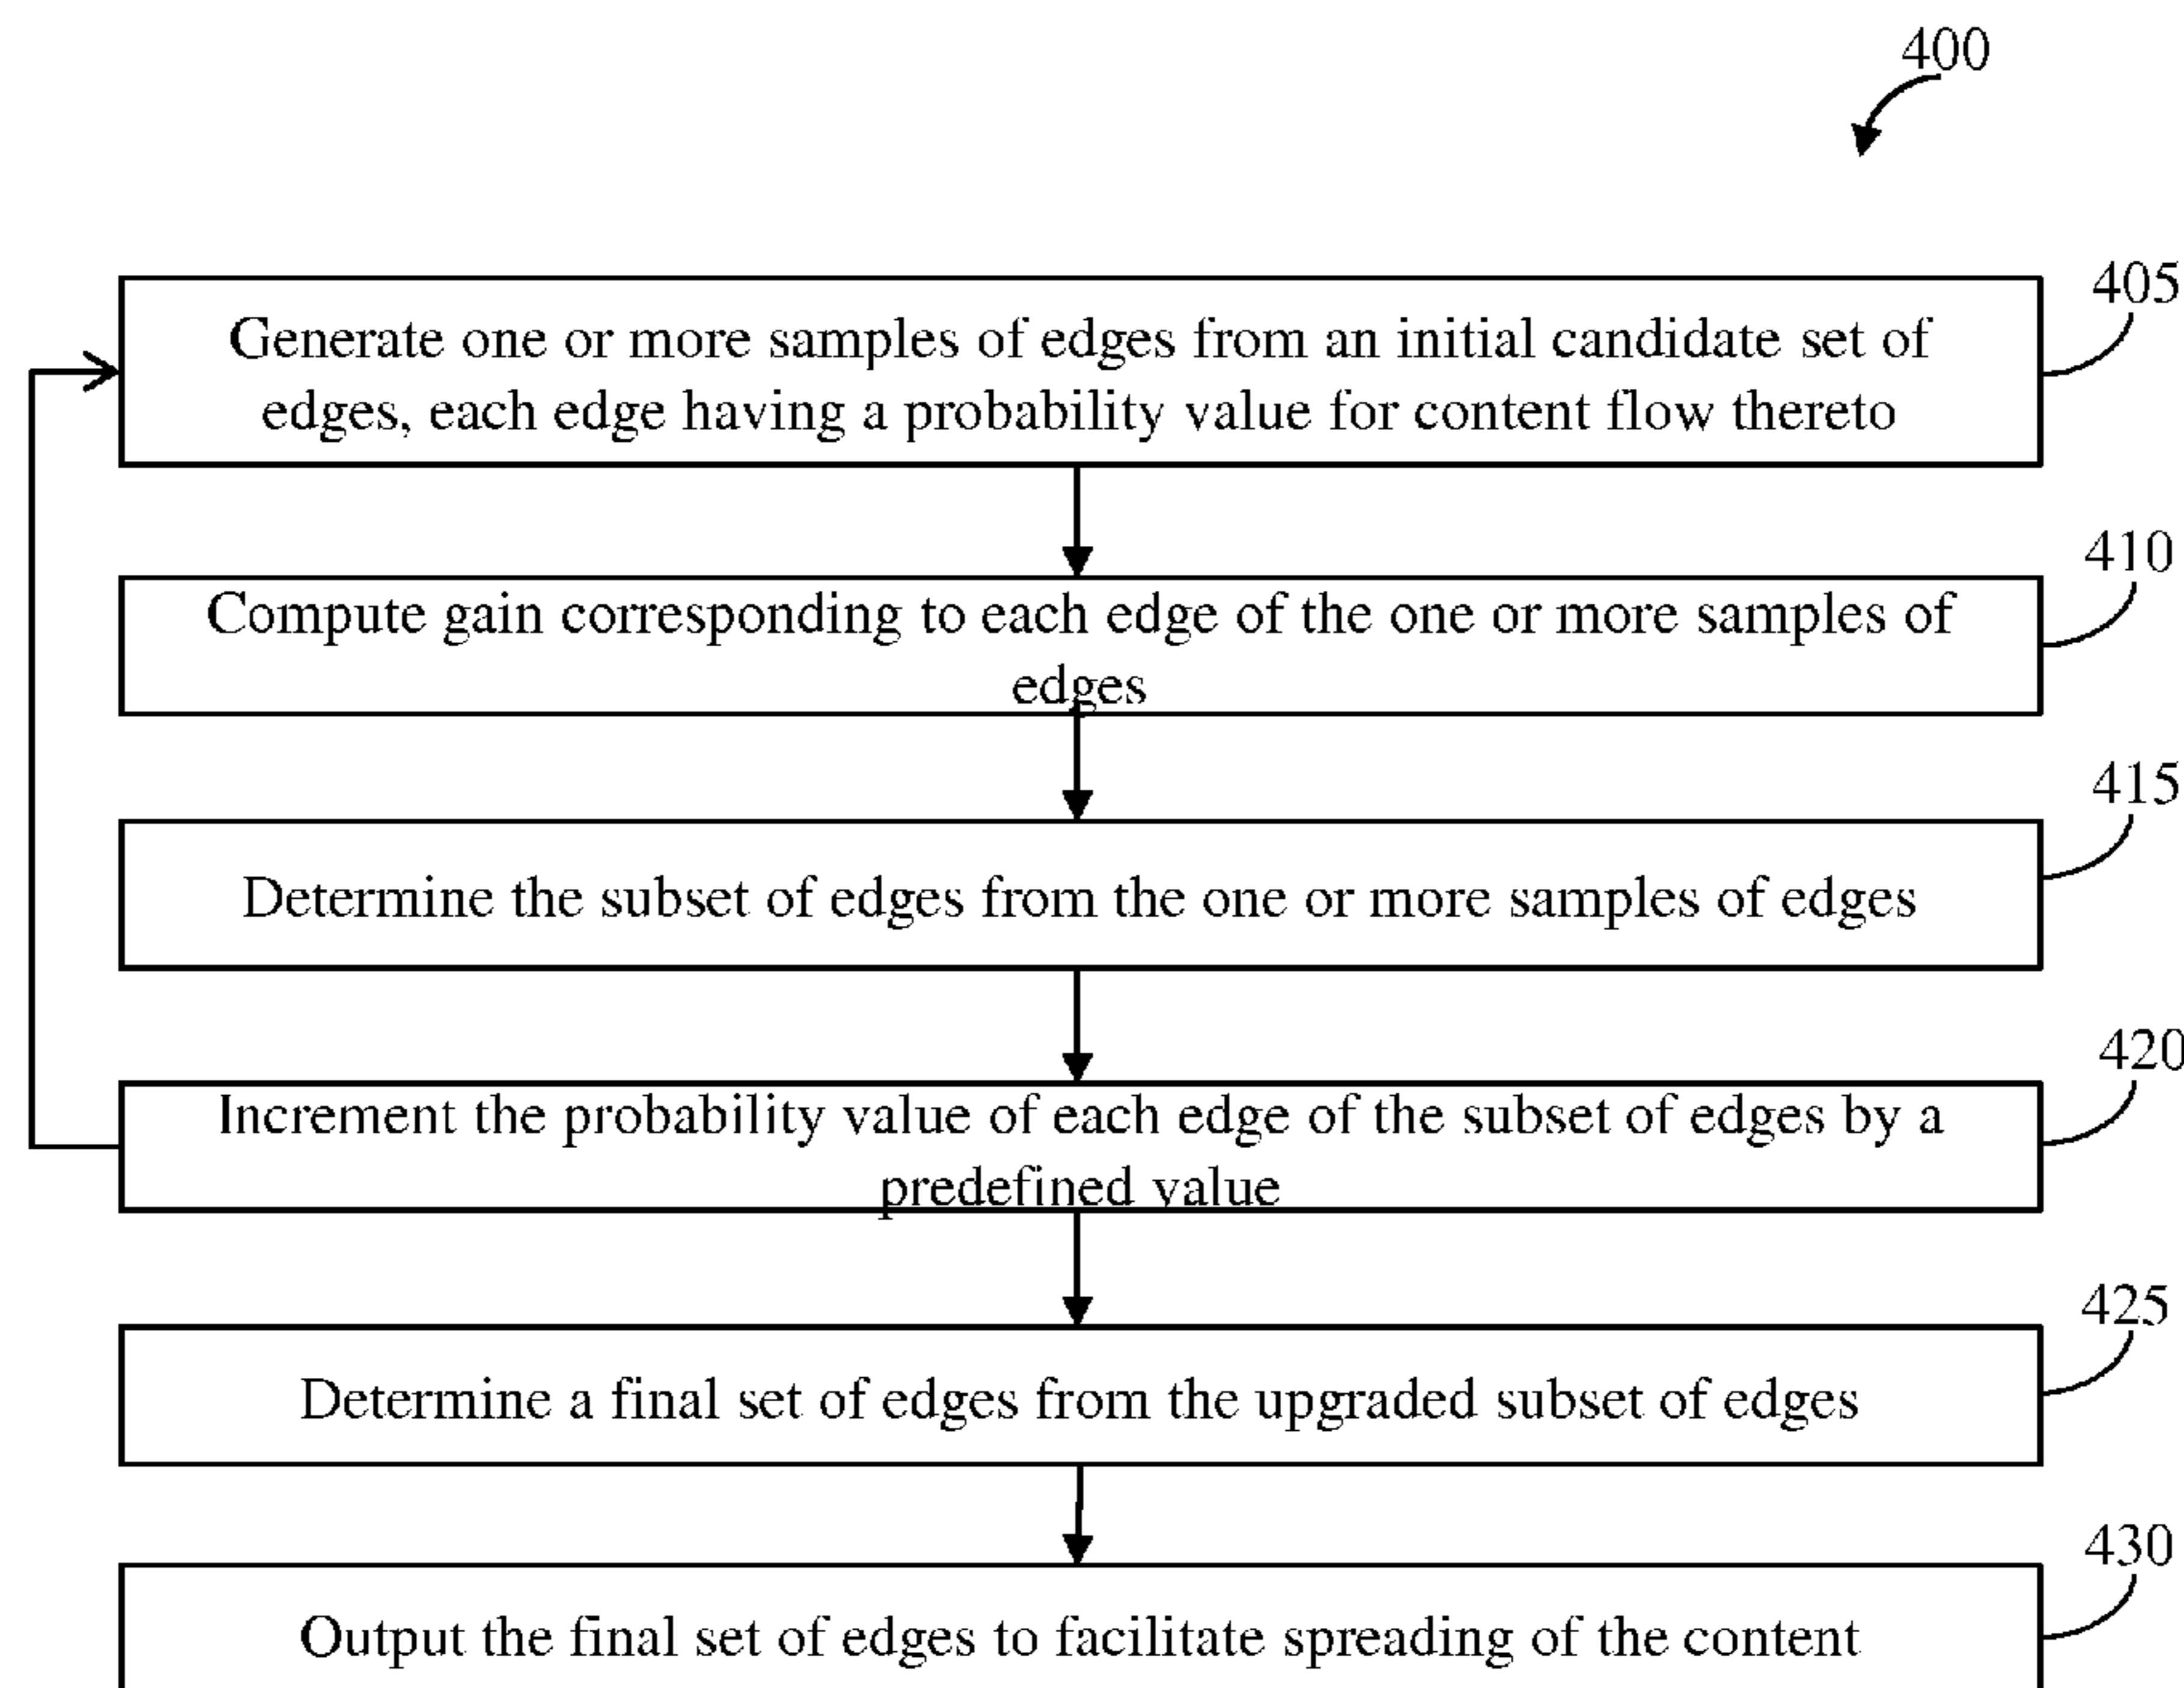 400
405
Generate one or more samples of edges from an initial candidate set of
edges, each edge having a probability value for content flow thereto
410
Compute gain corresponding to each edge of the one or more samples of
edges
415
Determine the subset of edges from the one or more samples of edges
420
Increment the probability value of each edge of the subset of edges by a
predefined value
425
Determine a final set of edges from the upgraded subset of edges
430
Output the final set of edges to facilitate spreading of the content